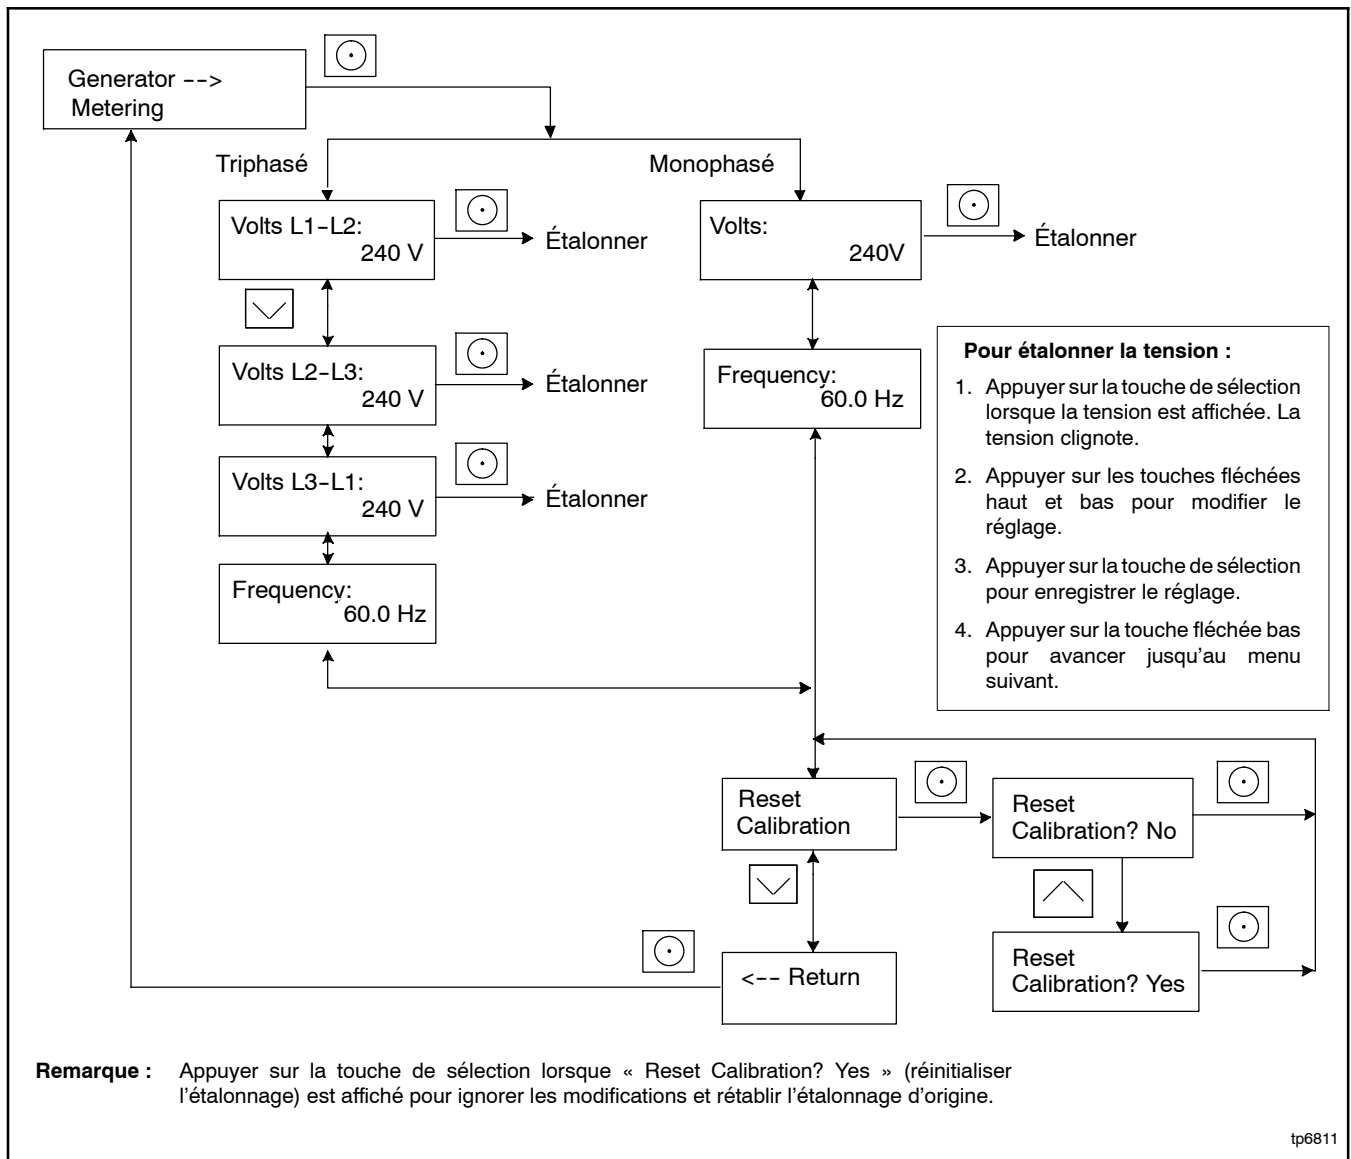 Generator -->
Metering
Triphasé
Monophasé
Volts L1-L2:
240 V
Étalonner
Volts:
240V
Étalonner
Volts L2-L3:
240 V
Étalonner
Frequency:
60.0 Hz
Volts L3-L1:
240 V
Étalonner
Frequency:
60.0 Hz
Pour étalonner la tension :
1. Appuyer sur la touche de sélection
lorsque la tension est affichée. La
tension clignote.
2. Appuyer sur les touches fléchées
haut et bas pour modifier le
réglage.
3. Appuyer sur la touche de sélection
pour enregistrer le réglage.
4. Appuyer sur la touche fléchée bas
pour avancer jusqu'au menu
suivant.
Reset
Calibration
Reset
Calibration? No
<-- Return
Reset
Calibration? Yes
Remarque : Appuyer sur la touche de sélection lorsque « Reset Calibration? Yes » (réinitialiser
l'étalonnage) est affiché pour ignorer les modifications et rétablir l'étalonnage d'origine.
tp6811